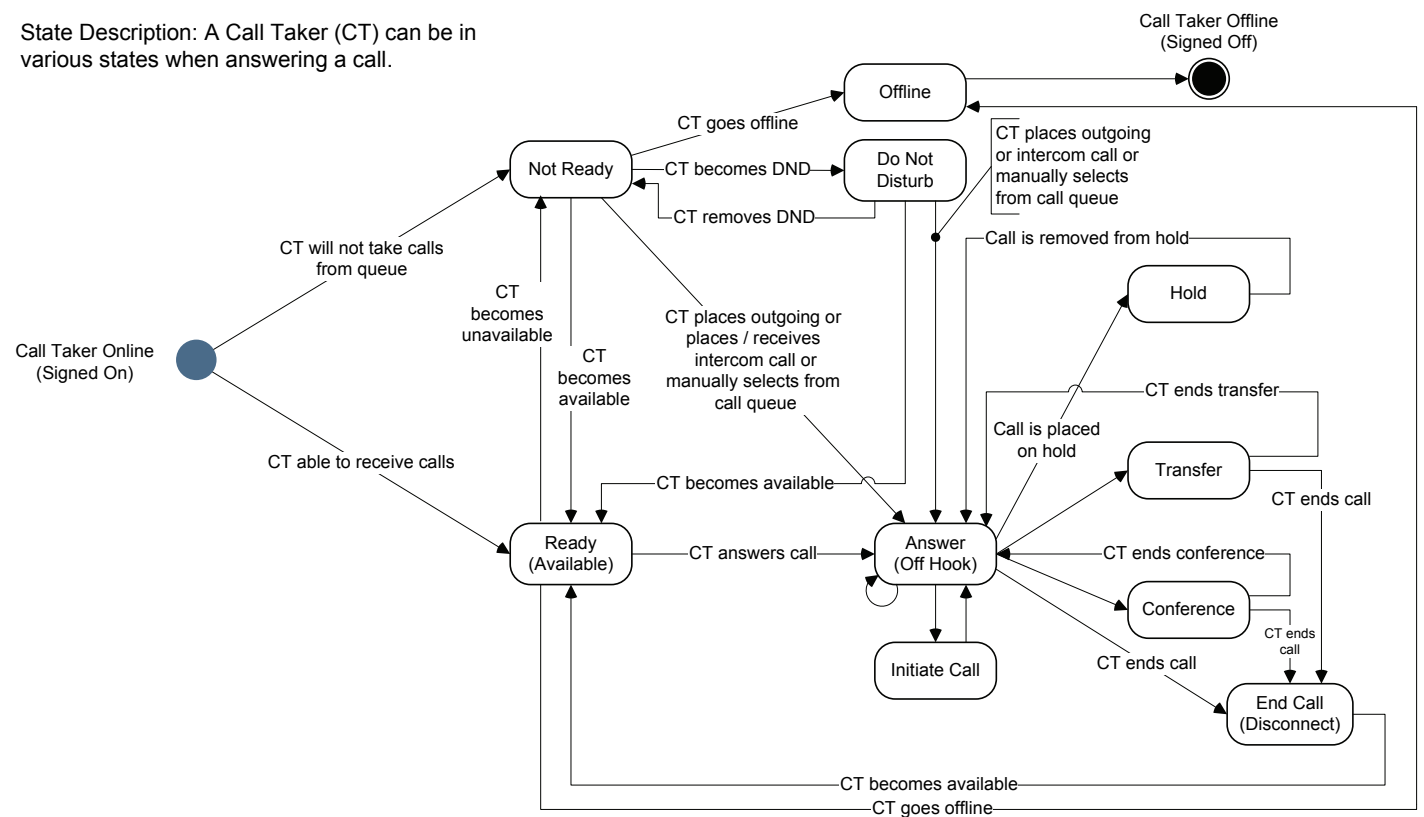 State Description: A Call Taker (CT) can be in
various states when answering a call.
Call Taker Offline
(Signed Off)
Offline
CT goes offline
CT places outgoing
or intercom call or
manually selects
from call queue
Not Ready
CT becomes DND
Do Not
Disturb
CT removes DND
CT will not take calls
from queue
Call is removed from hold
Hold
CT
becomes
unavailable
CT places outgoing or
places / receives
intercom call or
manually selects from
call queue
Call Taker Online
(Signed On)
CT
becomes
available
CT ends transfer
Call is placed
on hold
CT able to receive calls
Transfer
CT becomes available
CT ends call
Ready
(Available)
CT answers call
Answer
(Off Hook)
CT ends conference
Conference
CT ends
call
Initiate Call
CT ends call
End Call
(Disconnect)
CT becomes available
CT goes offline